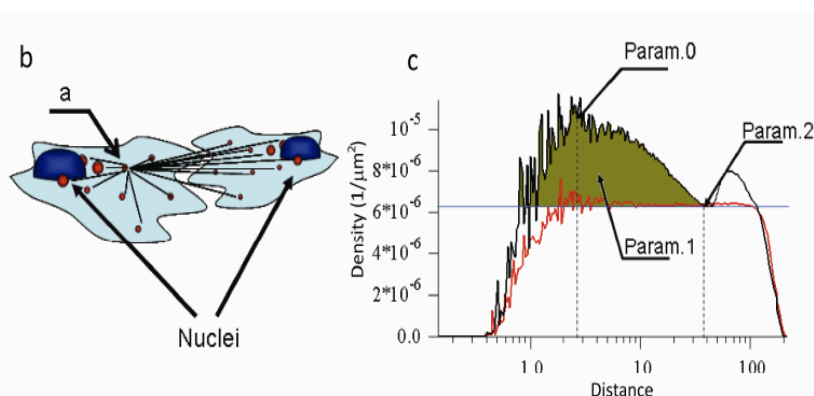 b
a
Nuclei
c
Param.0
Param.2
Param.1
Density (1/μm²)
10⁻⁵
8*10⁻⁶
6*10⁻⁶
4*10⁻⁶
2*10⁻⁶
0.0
1 0
10
100
Distance